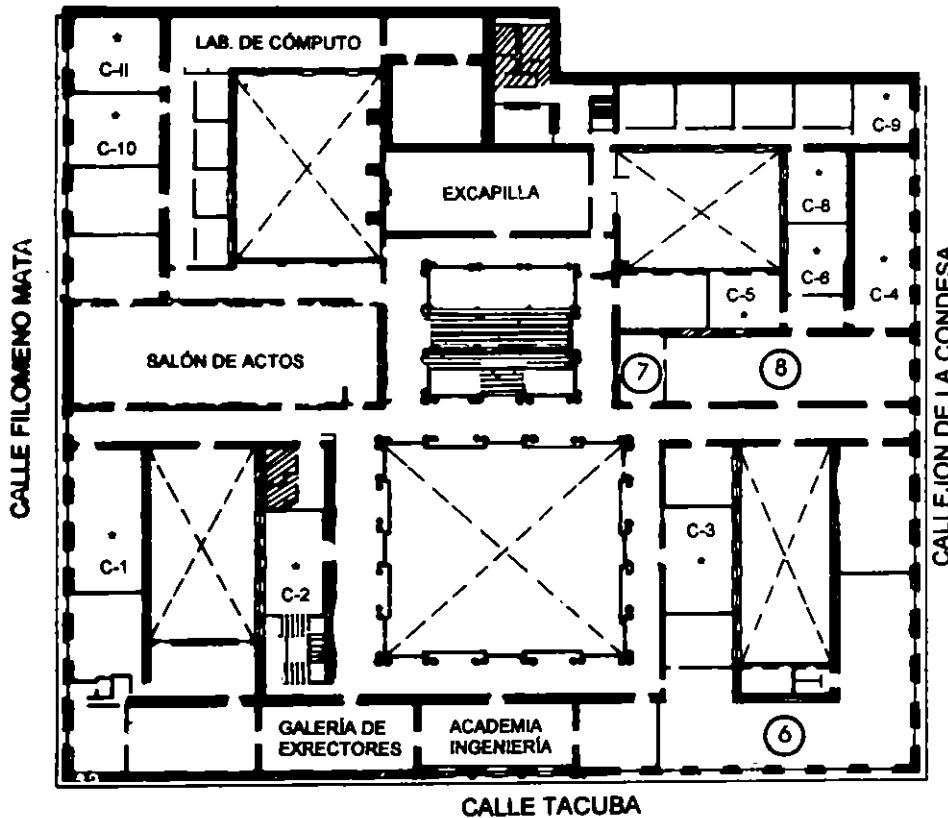 LAB. DE CÓMPUTO
C-11
C-10
C-9
EXCAPILLA
C-8
C-6
C-5
C-4
CALLE FILOMENO MATA
SALÓN DE ACTOS
7
8
CALLEJON DE LA CONDESA
C-1
C-2
C-3
GALERÍA DE
EXRECTORES
ACADEMIA
INGENIERÍA
6
CALLE TACUBA